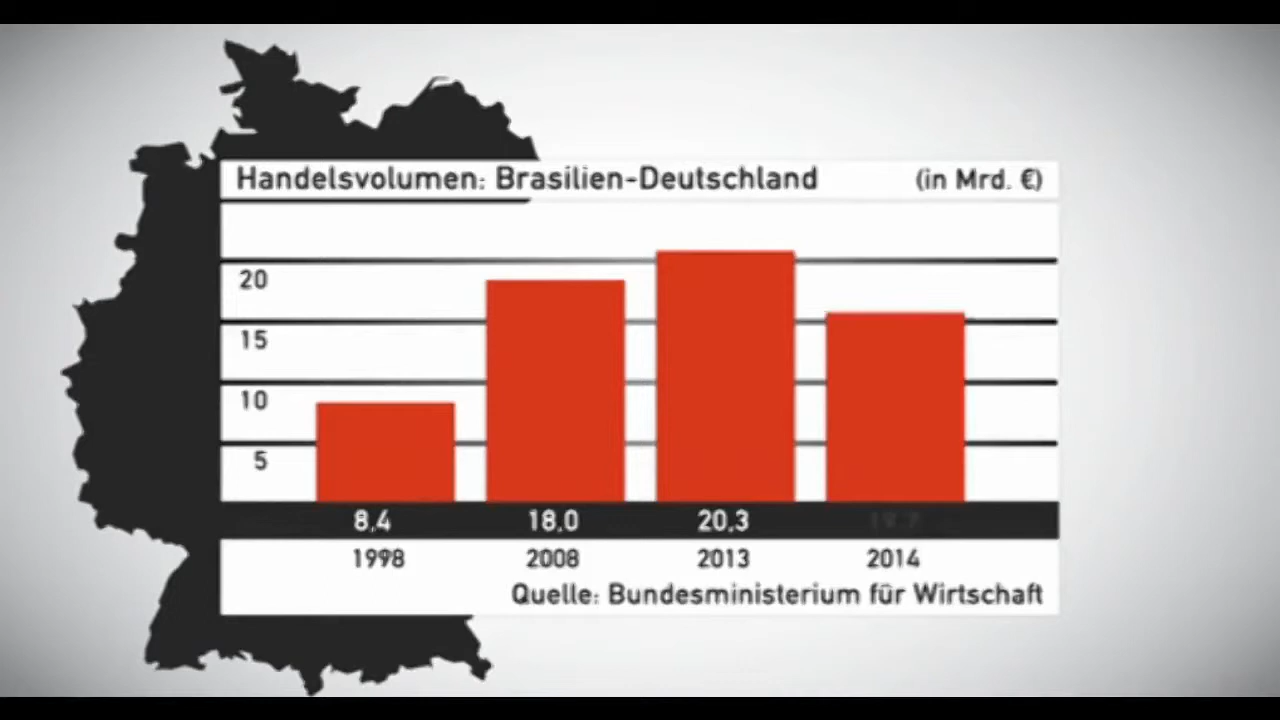 Handelsvolumen: Brasilien-Deutschland (in Mrd. €)
20
15
10
5
8,4 18,0 20,3
1998 2008 2013 2014
Quelle: Bundesministerium für Wirtschaft